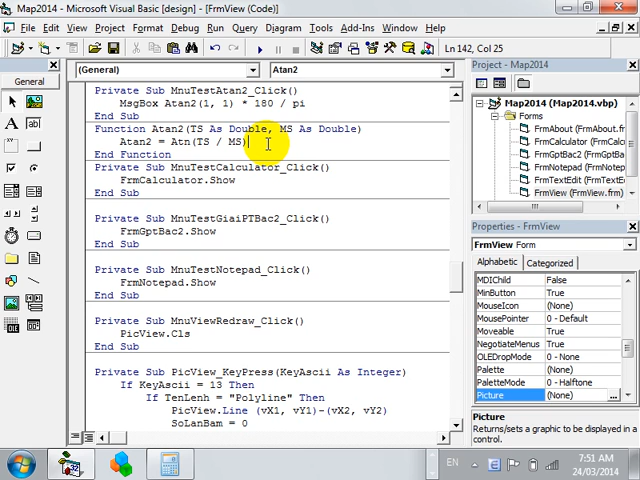 Map2014 - Microsoft Visual Basic [design] - [FrmView (Code)]
File Edit View Project Format Debug Run Query Diagram Tools Add-Ins Window Help
Ln 142, Col 25
General
(General)
Atan2
Private Sub MnuTestAtan2_Click()
MsgBox Atan2(1, 1) * 180 / pi
End Sub
Function Atan2(TS As Double, MS As Double)
Atan2 = Atn(TS / MS)
End Function
Private Sub MnuTestCalculator_Click()
FrmCalculator.Show
End Sub
Private Sub MnuTestGiaiPTBac2_Click()
FrmGptBac2.Show
End Sub
Private Sub MnuTestNotepad_Click()
FrmNotepad.Show
End Sub
Private Sub MnuViewRedraw_Click()
PicView.Cls
End Sub
Private Sub PicView_KeyPress(KeyAscii As Integer)
If KeyAscii = 13 Then
If TenLenh = "Polyline" Then
PicView.Line (vX1, vY1)-(vX2, vY2)
SoLanBam = 0
Project - Map2014
Map2014 (Map2014.vbp)
Forms
FrmAbout (FrmAbout.f
FrmCalculator (FrmCal
FrmGptBac2 (FrmGptB
FrmNotepad (FrmNote
FrmTextEdit (FrmTextE
FrmView (FrmView.frm)
Properties - FrmView
FrmView Form
Alphabetic Categorized
MDIChild False
MinButton True
MouseIcon (None)
MousePointer 0 - Default
Moveable True
NegotiateMenus True
OLEDropMode 0 - None
Palette (None)
PaletteMode 0 - Halftone
Picture (None) ...
Picture
Returns/sets a graphic to be displayed in a control.
EN
7:51 AM
24/03/2014